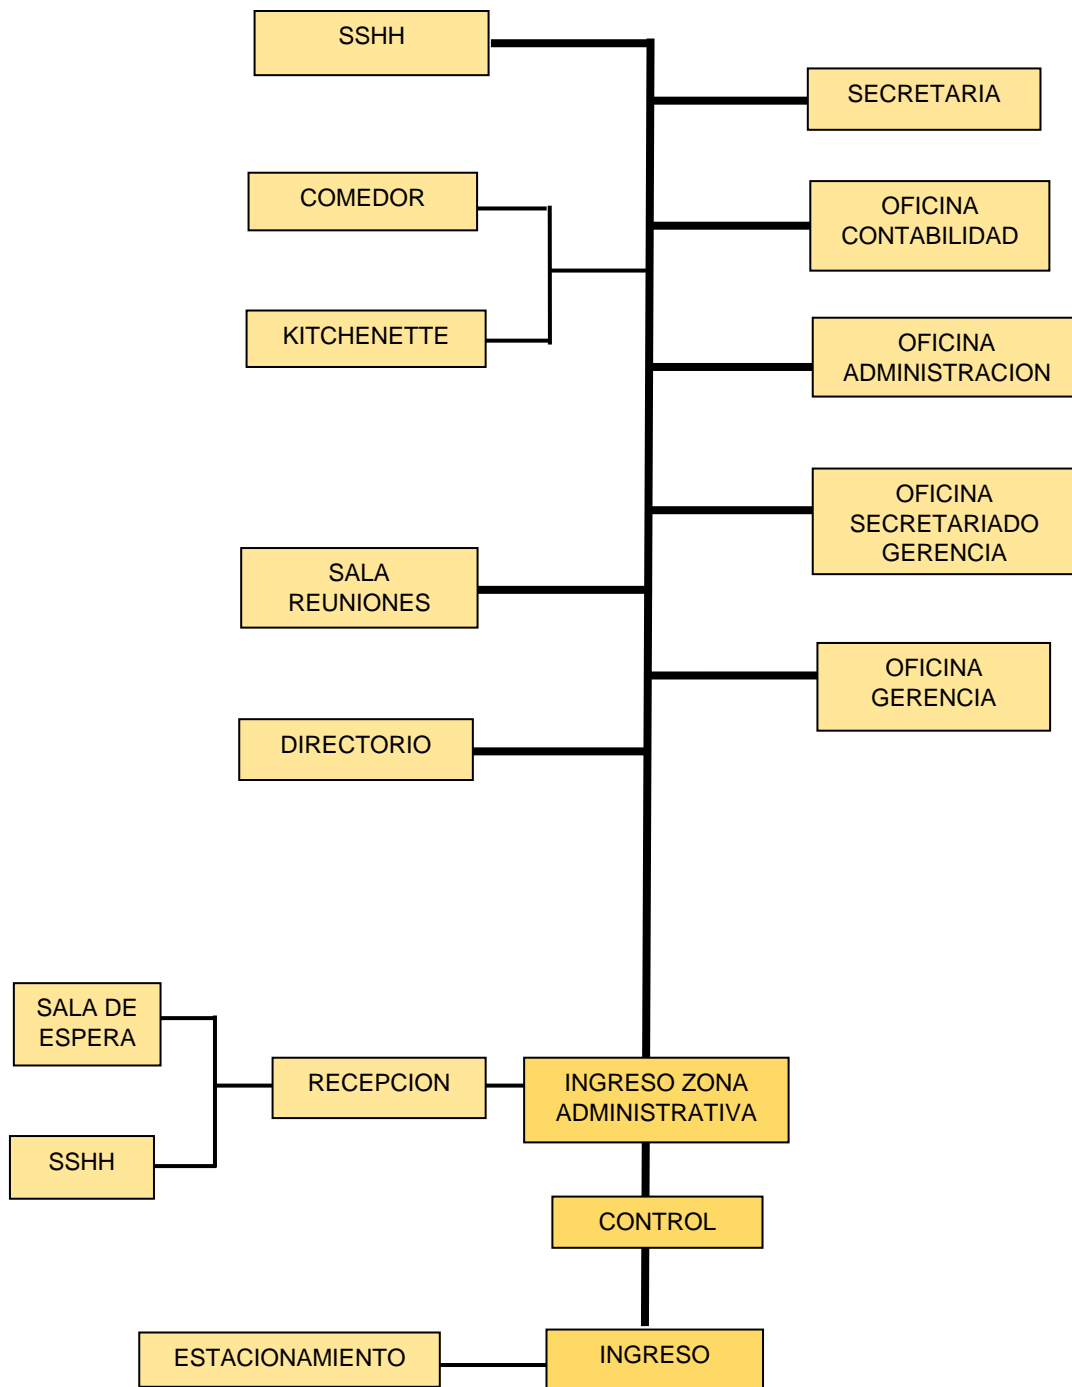 SSHH
SECRETARIA
COMEDOR
OFICINA
CONTABILIDAD
KITCHENETTE
OFICINA
ADMINISTRACION
OFICINA
SECRETARIADO
GERENCIA
SALA
REUNIONES
OFICINA
GERENCIA
DIRECTORIO
SALA DE
ESPERA
RECEPCION
INGRESO ZONA
ADMINISTRATIVA
SSHH
CONTROL
ESTACIONAMIENTO
INGRESO